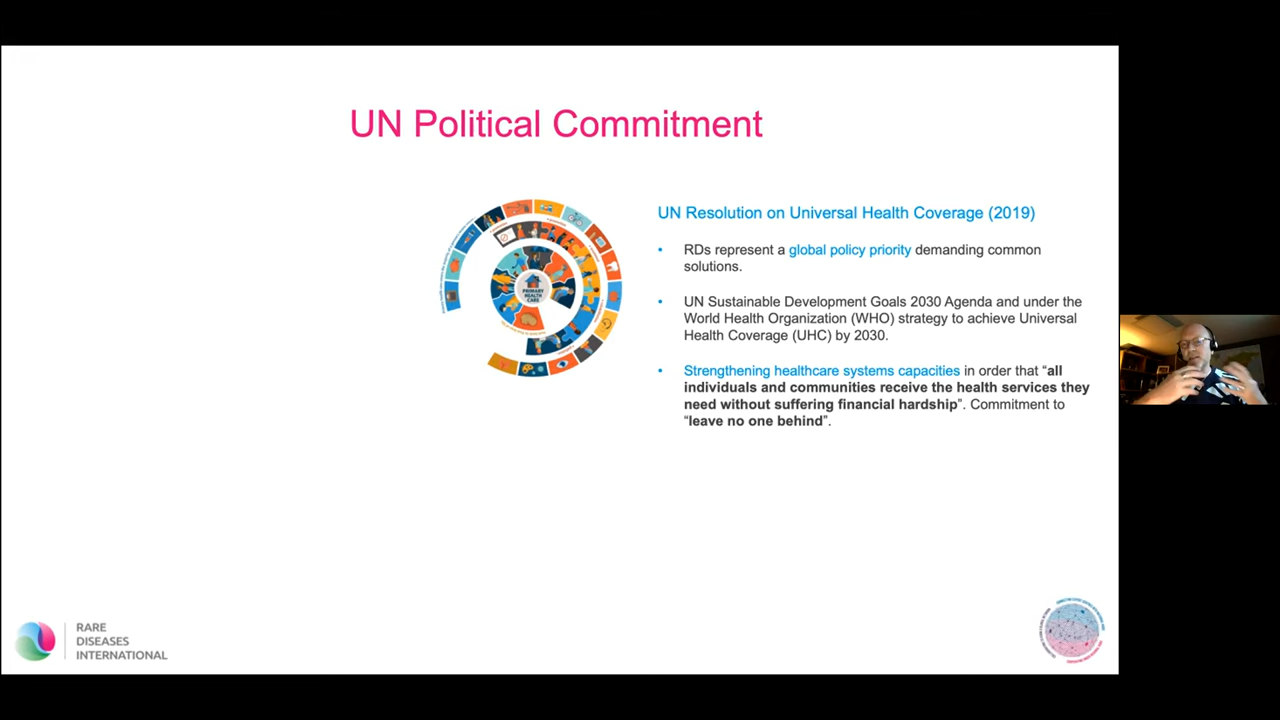 UN Political Commitment
PRIMARY
HEALTH
CARE
UN Resolution on Universal Health Coverage (2019)
• RDs represent a global policy priority demanding common
solutions.
• UN Sustainable Development Goals 2030 Agenda and under the
World Health Organization (WHO) strategy to achieve Universal
Health Coverage (UHC) by 2030.
• Strengthening healthcare systems capacities in order that “all
individuals and communities receive the health services they
need without suffering financial hardship”. Commitment to
“leave no one behind”.
RARE
DISEASES
INTERNATIONAL